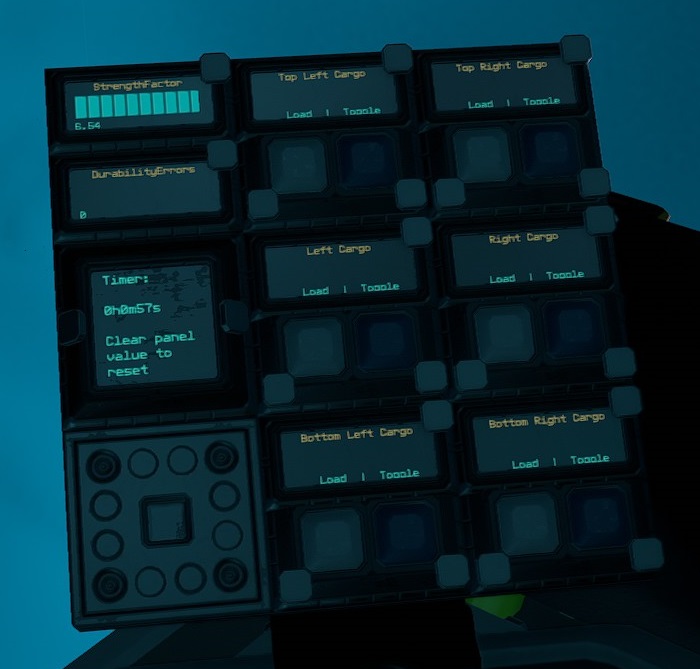 StrengthFactor
6.54
DurabilityErrors
0
Timer:
0h0m57s
Clear panel
value to
reset
Top Left Cargo
Load | Toggle
Top Right Cargo
Load | Toggle
Left Cargo
Load | Toggle
Right Cargo
Load | Toggle
Bottom Left Cargo
Load | Toggle
Bottom Right Cargo
Load | Toggle